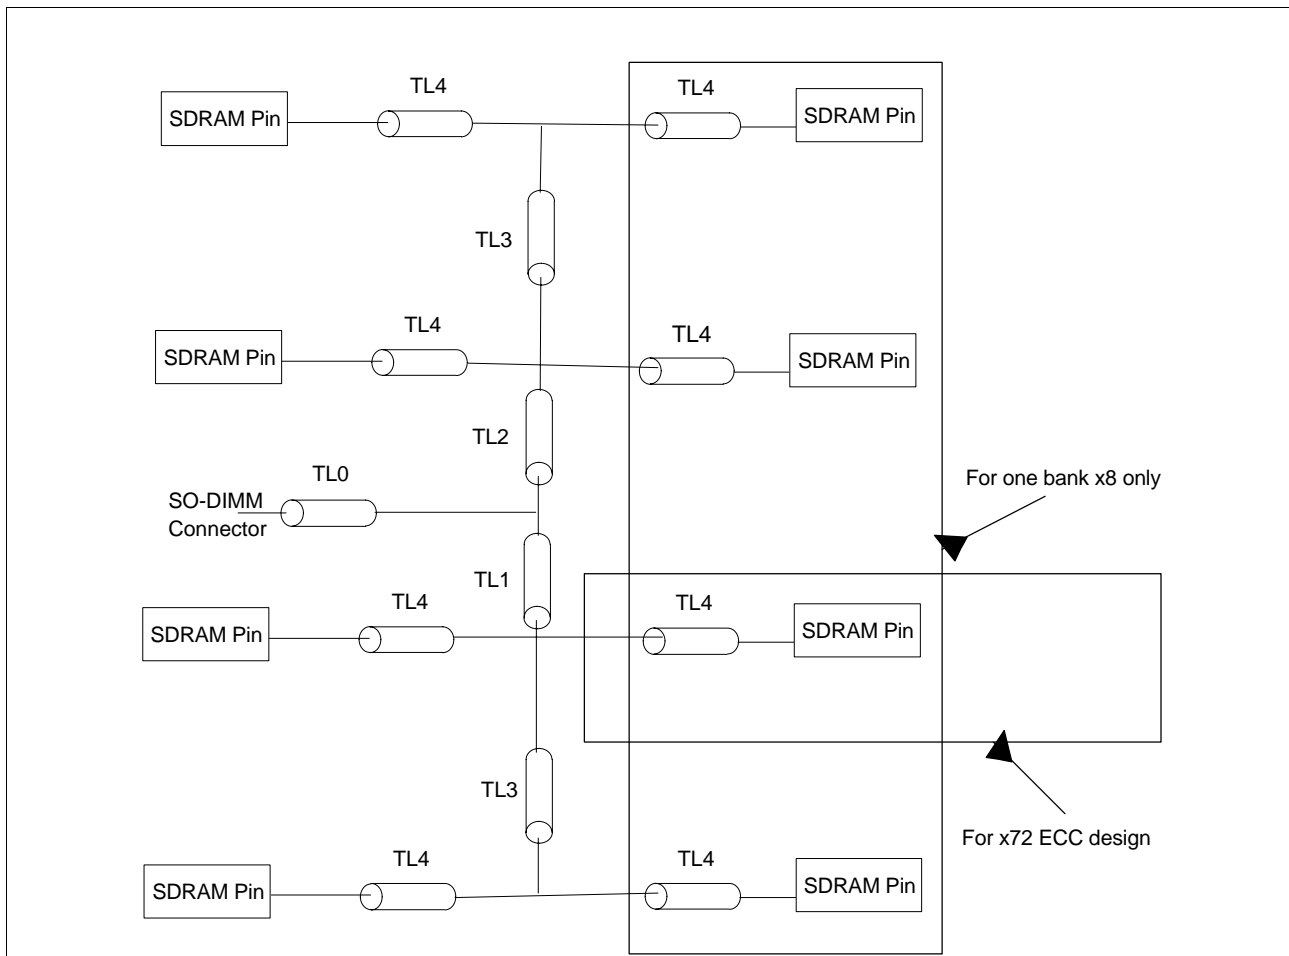 TL4
TL4
SDRAM Pin
SDRAM Pin
TL3
TL4
TL4
SDRAM Pin
SDRAM Pin
TL2
TL0
SO-DIMM
Connector
For one bank x8 only
TL1
TL4
TL4
SDRAM Pin
SDRAM Pin
TL3
For x72 ECC design
TL4
TL4
SDRAM Pin
SDRAM Pin